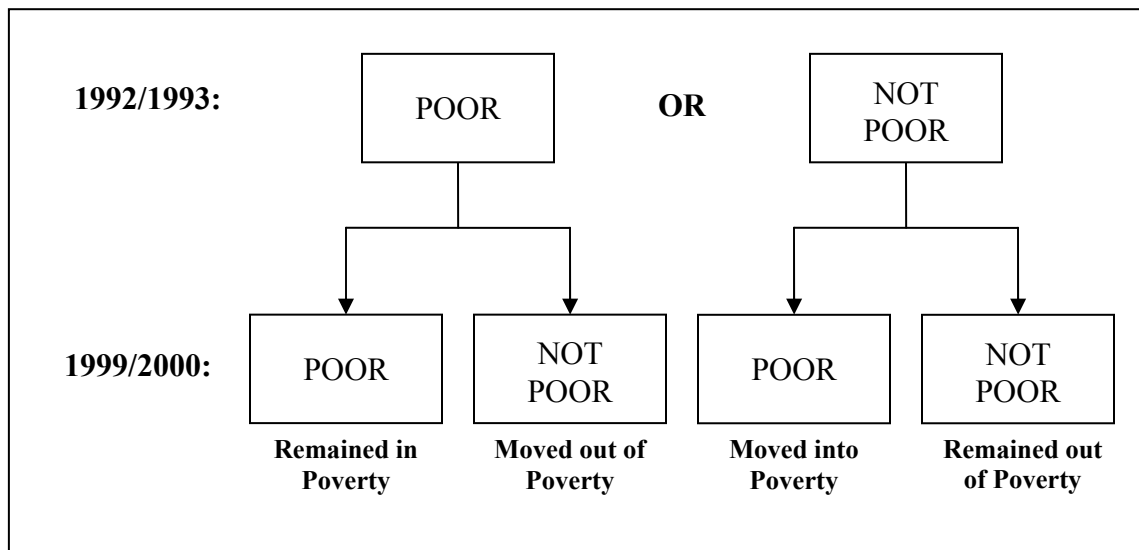 1992/1993:
POOR
OR
NOT
POOR
1999/2000:
POOR
NOT
POOR
POOR
NOT
POOR
Remained in
Poverty
Moved out of
Poverty
Moved into
Poverty
Remained out
of Poverty